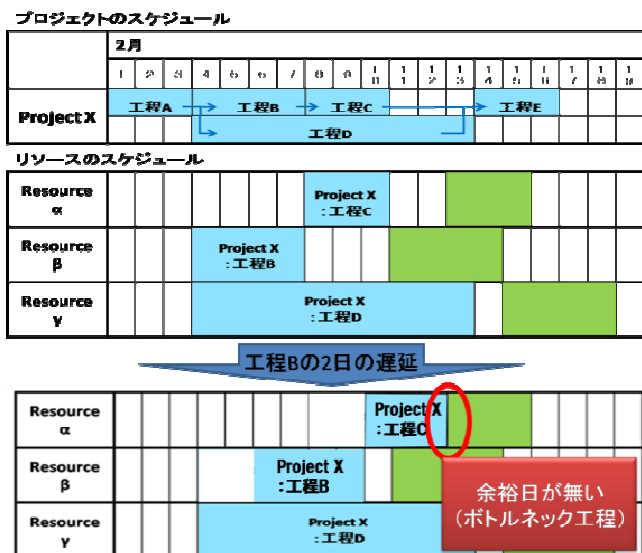 プロジェクトのスケジュール
2月
1 2 3 4 5 6 7 8 9 10 11 12 13 14 15 16 17 18 19
Project X
工程A
工程B
工程C
工程E
工程D
リソースのスケジュール
Resource
α
Project X
:工程C
Resource
β
Project X
:工程B
Resource
γ
Project X
:工程D
工程Bの2日の遅延
Resource
α
Project X
:工程C
Resource
β
Project X
:工程B
余裕日が無い
(ボトルネック工程)
Resource
γ
Project X
:工程D